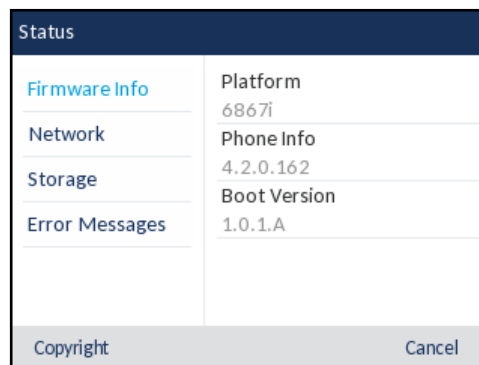 Status
Firmware Info
Network
Storage
Error Messages
Platform
6867i
Phone Info
4.2.0.162
Boot Version
1.0.1.A
Copyright
Cancel